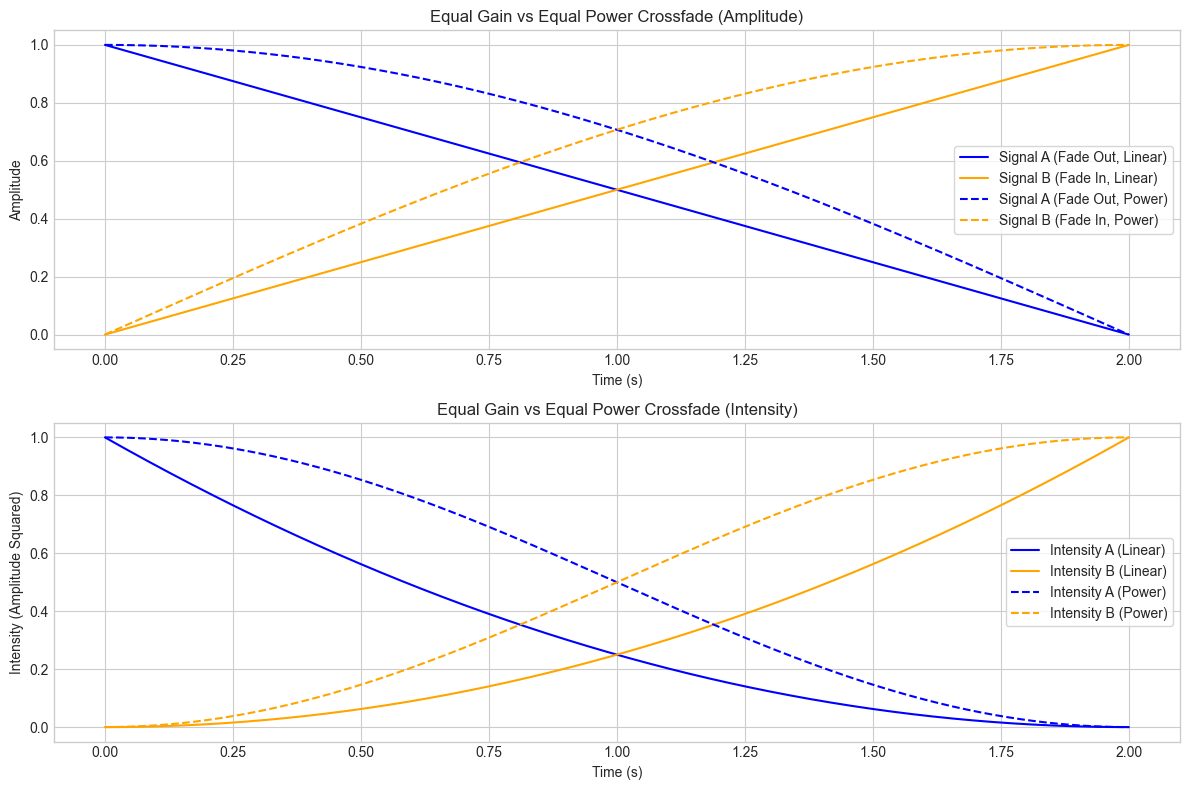 Equal Gain vs Equal Power Crossfade (Amplitude)
1.0
0.8
0.6
0.4
0.2
0.0
Amplitude
Signal A (Fade Out, Linear)
Signal B (Fade In, Linear)
Signal A (Fade Out, Power)
Signal B (Fade In, Power)
0.00 0.25 0.50 0.75 1.00 1.25 1.50 1.75 2.00
Time (s)
Equal Gain vs Equal Power Crossfade (Intensity)
1.0
0.8
0.6
0.4
0.2
0.0
Intensity (Amplitude Squared)
Intensity A (Linear)
Intensity B (Linear)
Intensity A (Power)
Intensity B (Power)
0.00 0.25 0.50 0.75 1.00 1.25 1.50 1.75 2.00
Time (s)